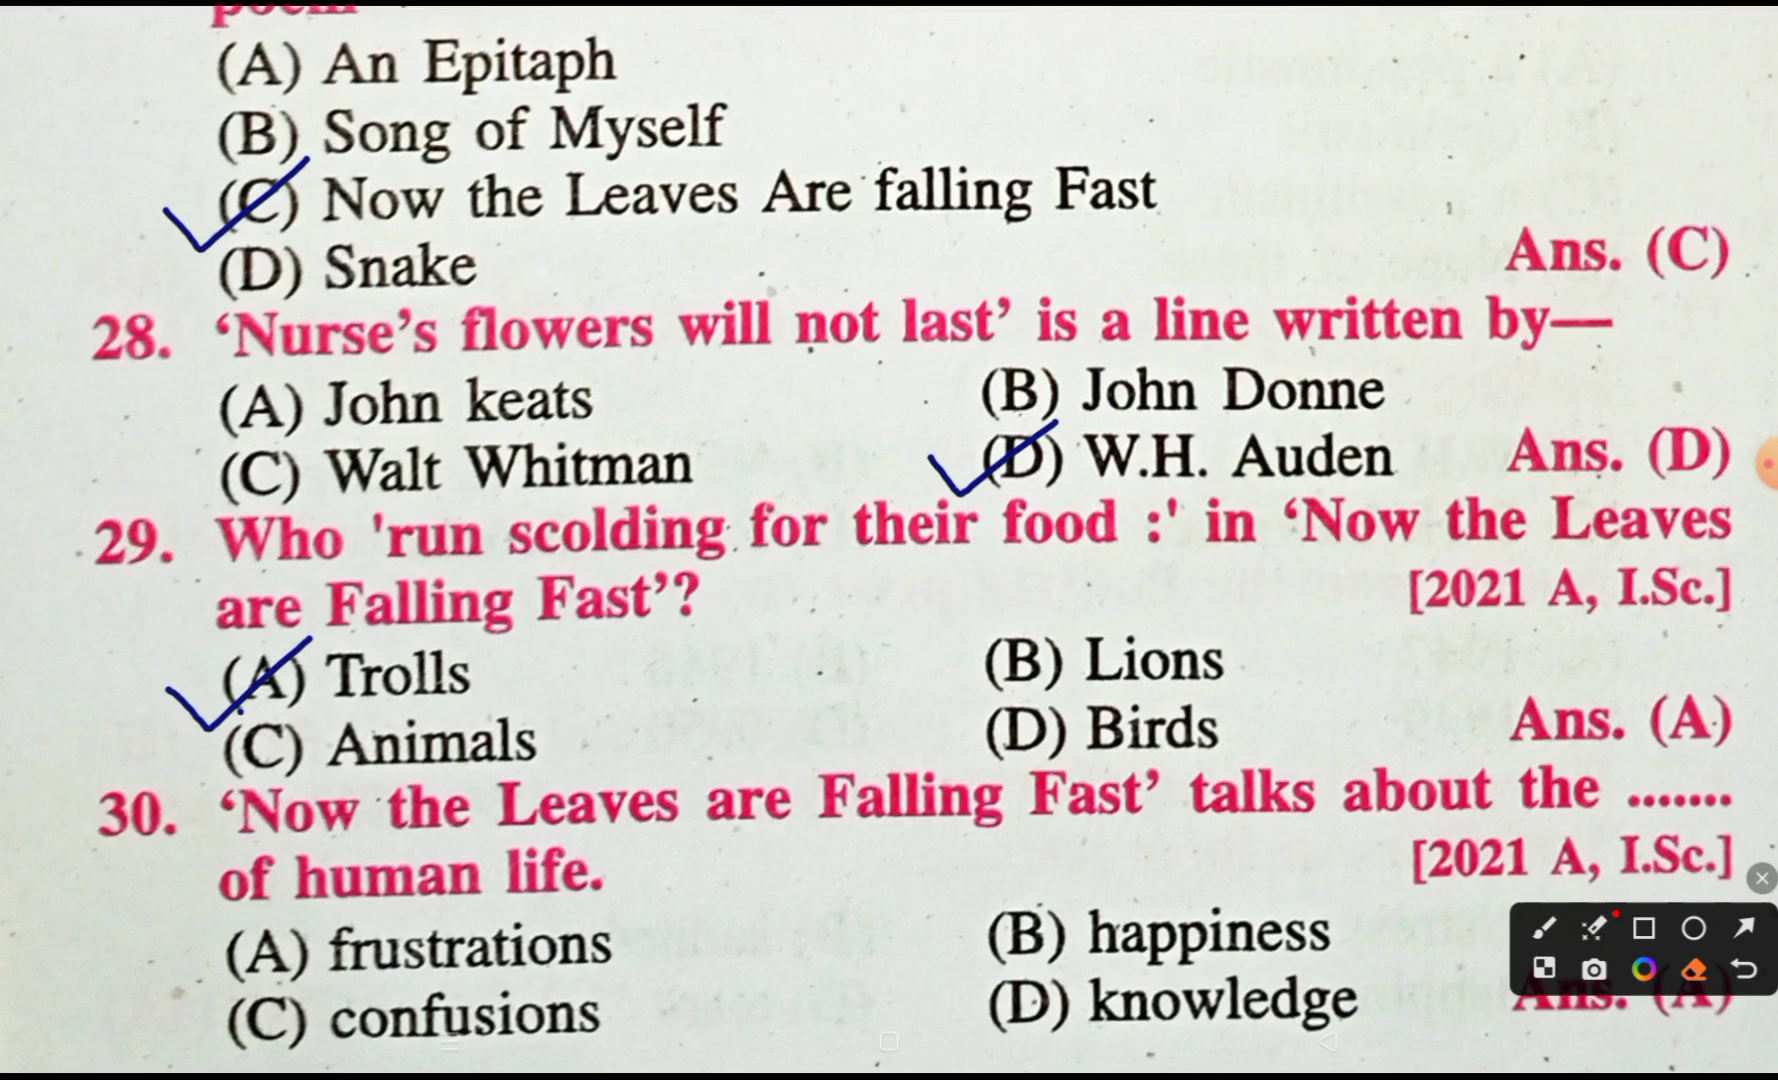 poem
(A) An Epitaph
(B) Song of Myself
(C) Now the Leaves Are falling Fast
(D) Snake Ans. (C)
28. ‘Nurse’s flowers will not last’ is a line written by—
(A) John keats (B) John Donne
(C) Walt Whitman (D) W.H. Auden Ans. (D)
29. Who 'run scolding for their food :' in ‘Now the Leaves
are Falling Fast’? [2021 A, I.Sc.]
(A) Trolls (B) Lions
(C) Animals (D) Birds Ans. (A)
30. ‘Now the Leaves are Falling Fast’ talks about the .......
of human life. [2021 A, I.Sc.]
(A) frustrations (B) happiness
(C) confusions (D) knowledge Ans. (A)